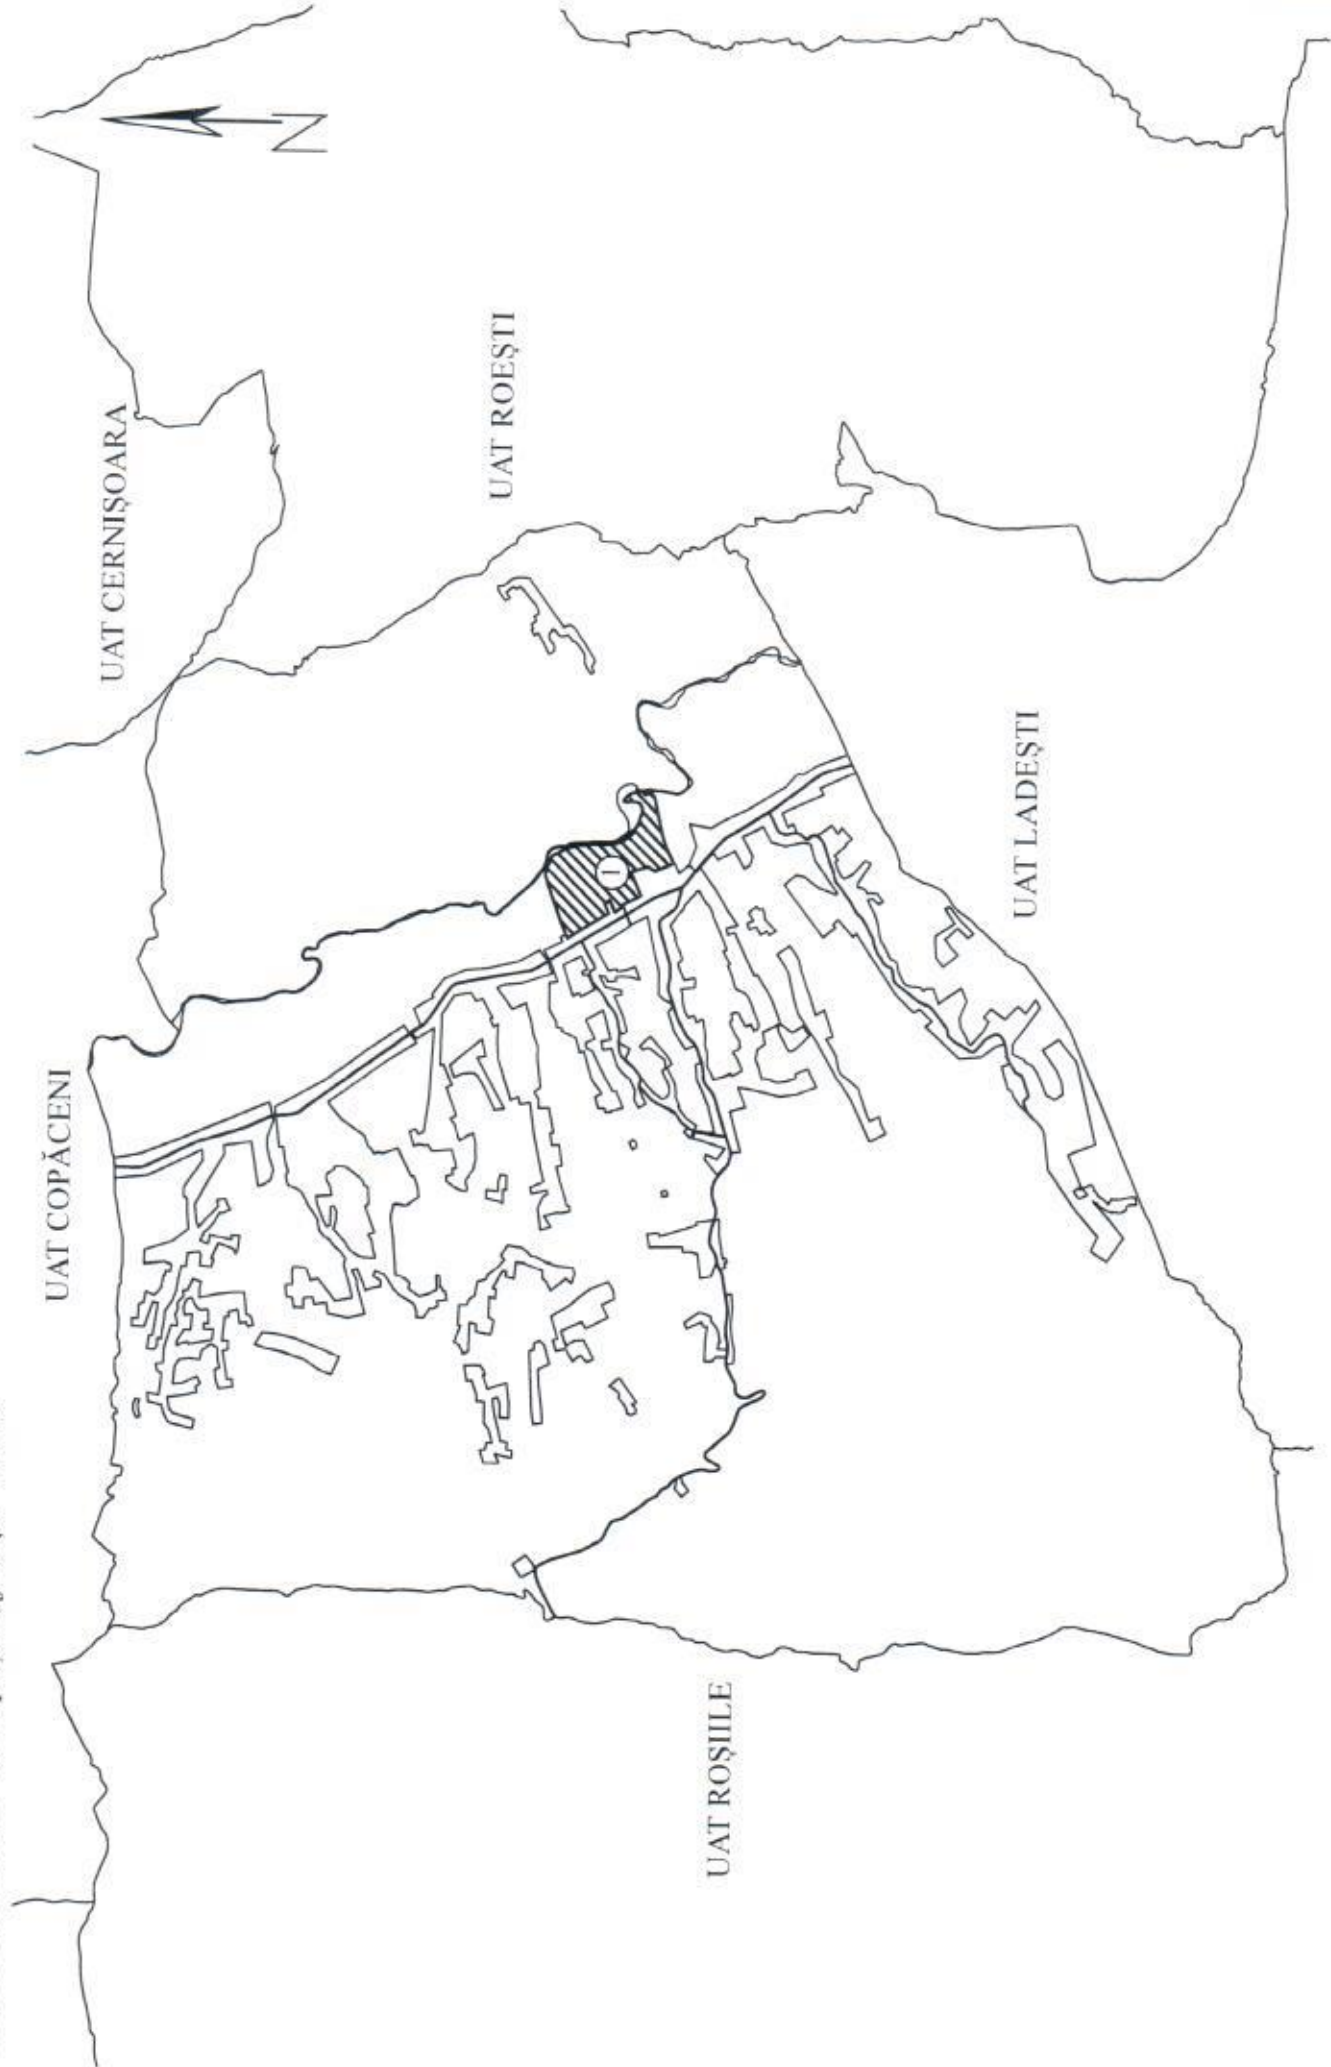 N
UAT CERNIȘOARA
UAT ROEȘTI
UAT COPĂCENI
1
UAT LADEȘTI
UAT ROȘIILE